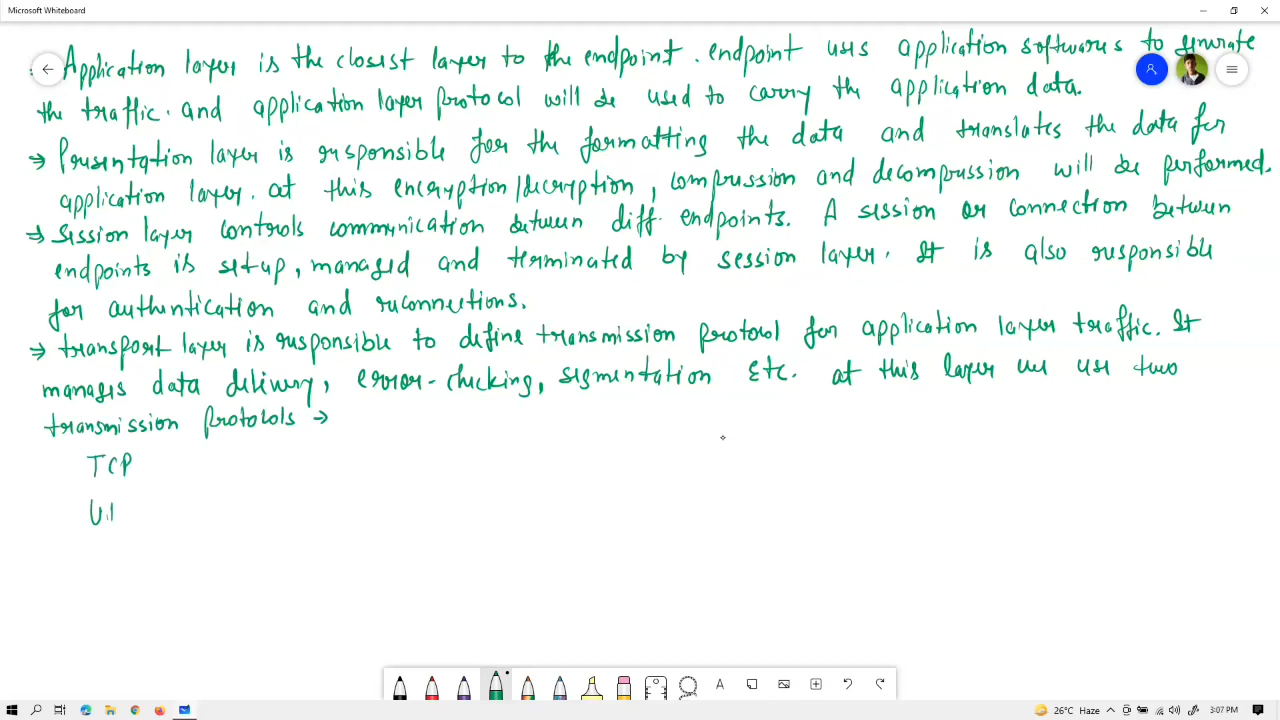 Microsoft Whiteboard
Application layer is the closest layer to the endpoint. endpoint uses application softwares to generate
the traffic. and application layer protocol will be used to carry the application data.
→ Presentation layer is responsible for the formatting the data and translates the data for
application layer. at this encryption/decryption, compression and decompression will be performed.
→ Session layer controls communication between diff. endpoints. A session or connection between
endpoints is setup, managed and terminated by session layer. It is also responsible
for authentication and reconnections.
→ transport layer is responsible to define transmission protocol for application layer traffic. It
manages data delivery, error-checking, segmentation Etc. at this layer we use two
transmission protocols →
TCP
A
26°C Haze
3:07 PM